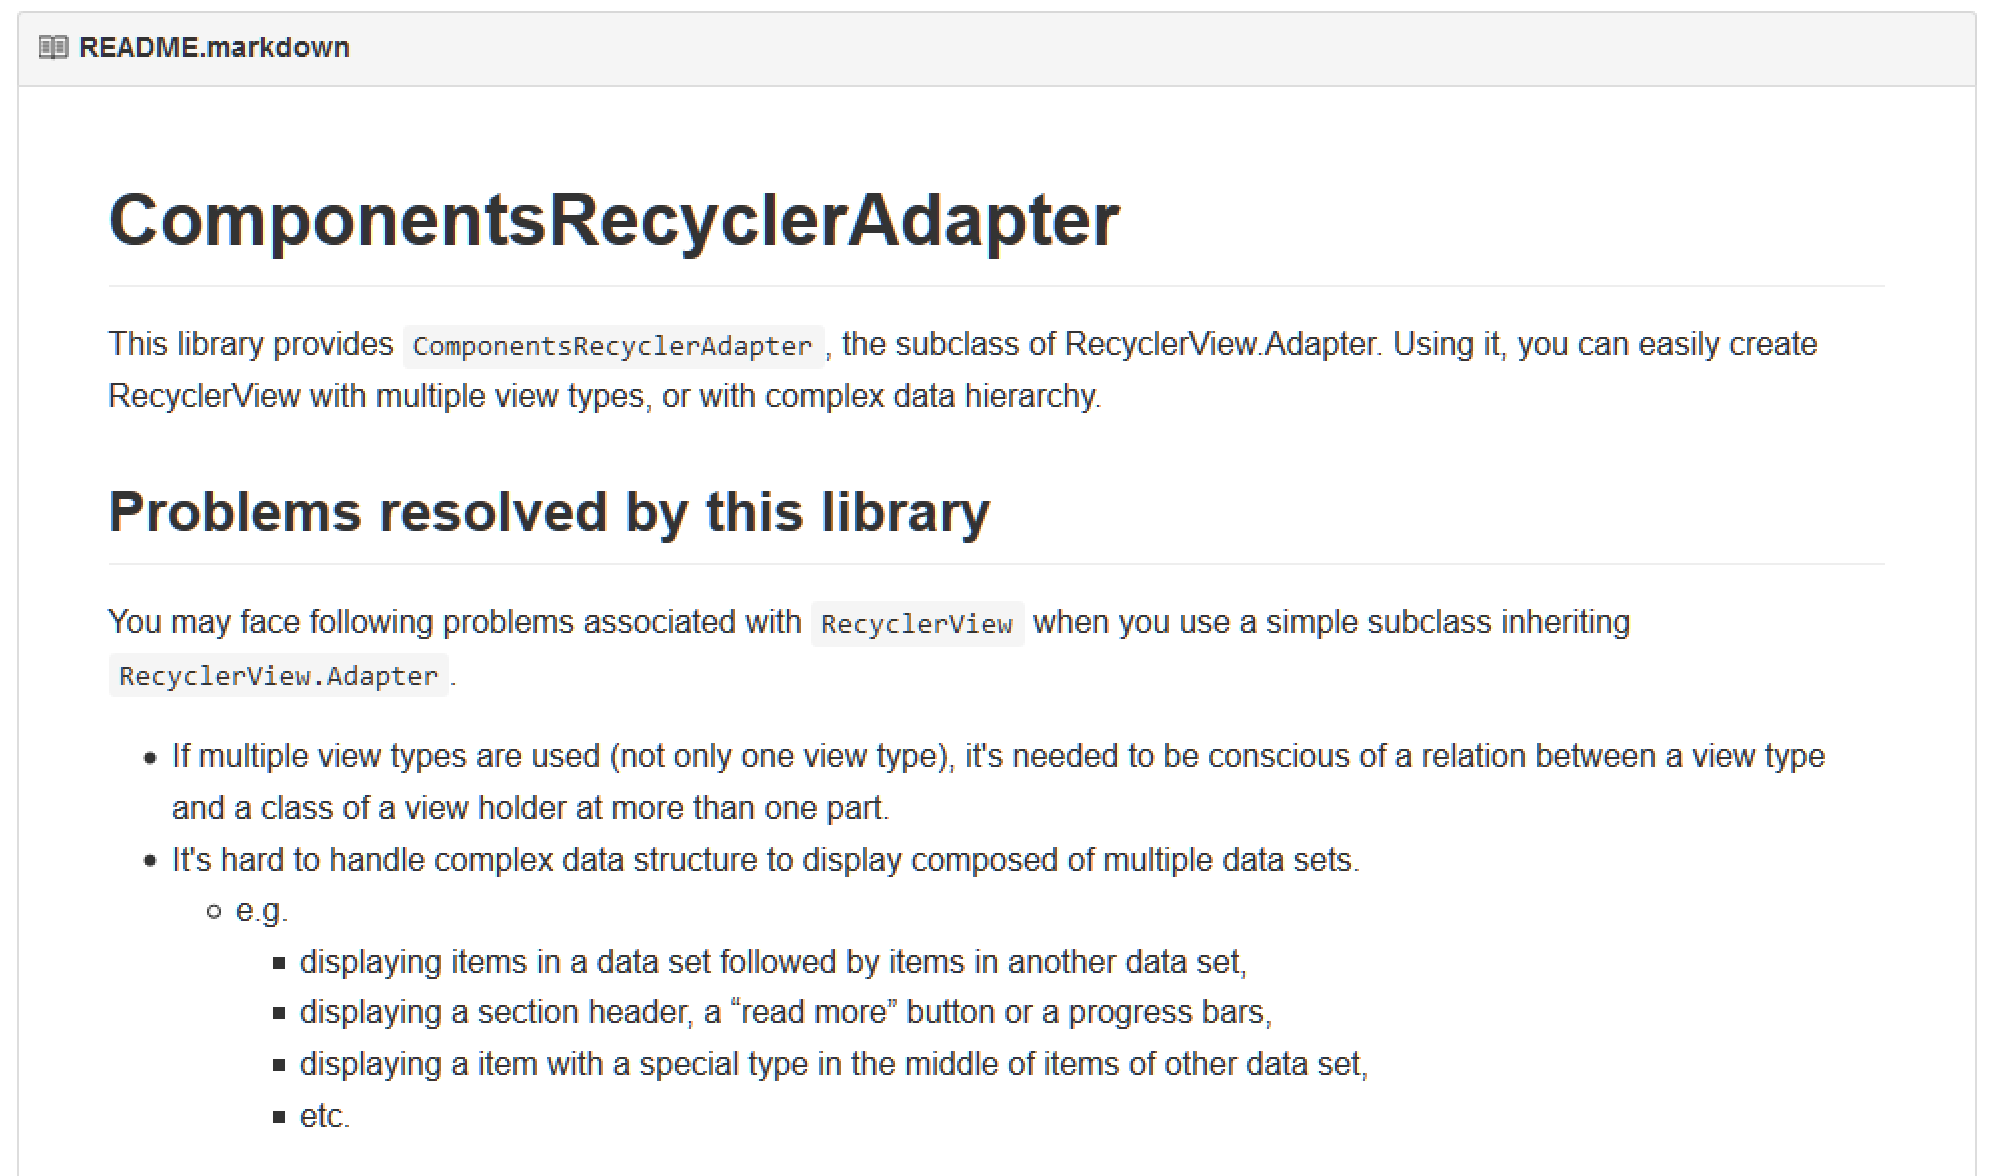 README.markdown
ComponentsRecyclerAdapter
This library provides ComponentsRecyclerAdapter , the subclass of RecyclerView.Adapter. Using it, you can easily create
RecyclerView with multiple view types, or with complex data hierarchy.
Problems resolved by this library
You may face following problems associated with RecyclerView when you use a simple subclass inheriting
RecyclerView.Adapter .
• If multiple view types are used (not only one view type), it's needed to be conscious of a relation between a view type
and a class of a view holder at more than one part.
• It's hard to handle complex data structure to display composed of multiple data sets.
◦ e.g.
▪ displaying items in a data set followed by items in another data set,
▪ displaying a section header, a “read more” button or a progress bars,
▪ displaying a item with a special type in the middle of items of other data set,
▪ etc.